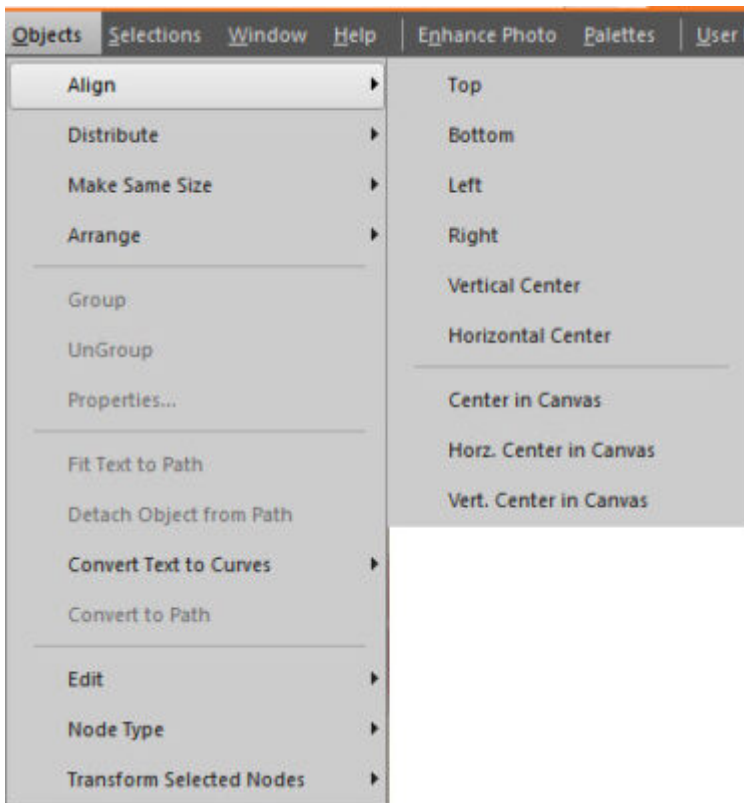 Objects Selections Window Help Enhance Photo Palettes User
Align
Distribute
Make Same Size
Arrange
Group
UnGroup
Properties...
Fit Text to Path
Detach Object from Path
Convert Text to Curves
Convert to Path
Edit
Node Type
Transform Selected Nodes
Top
Bottom
Left
Right
Vertical Center
Horizontal Center
Center in Canvas
Horz. Center in Canvas
Vert. Center in Canvas